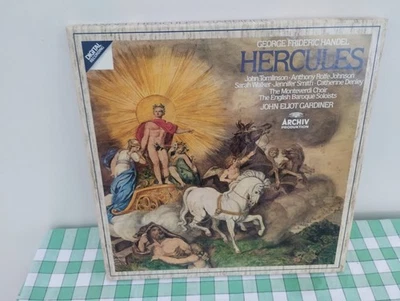 DIGITAL
RECORDING
GEORGE FRIDERIC HANDEL
HERCULES
John Tomlinson · Anthony Rolfe Johnson
Sarah Walker · Jennifer Smith · Catherine Denley
The Monteverdi Choir
The English Baroque Soloists
JOHN ELIOT GARDINER
ARCHIV
PRODUKTION